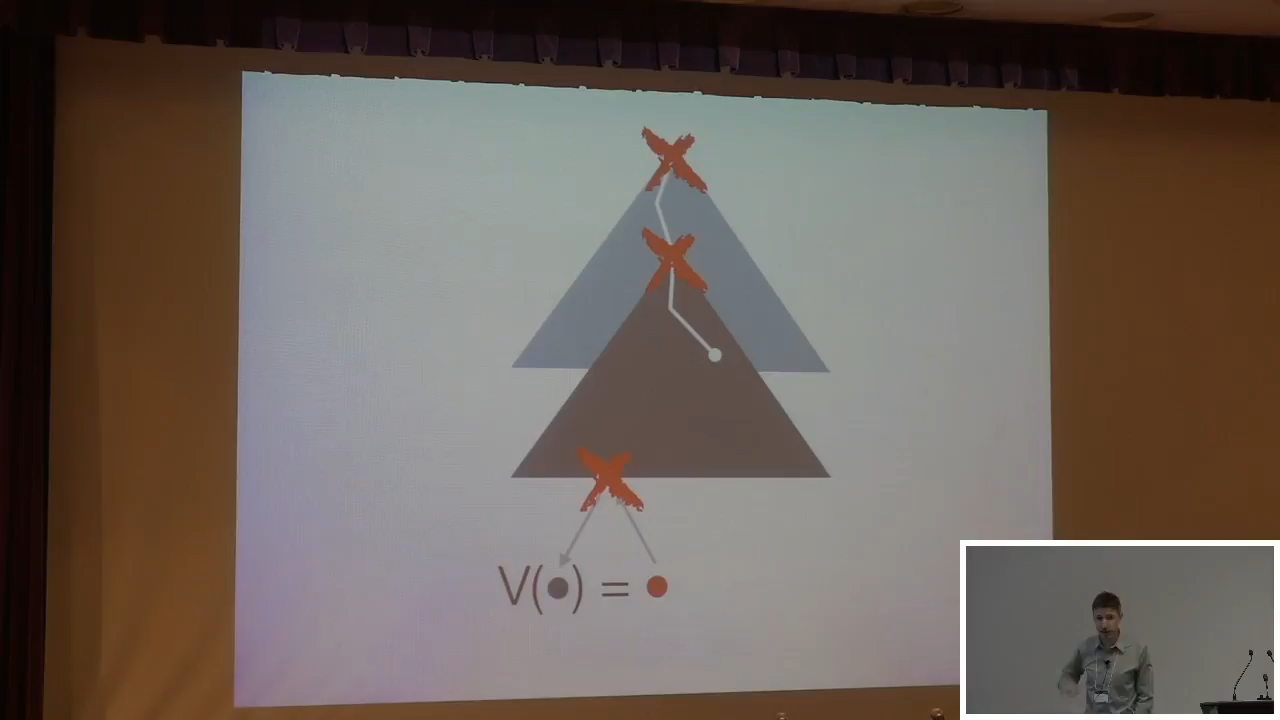 V(●) = ●